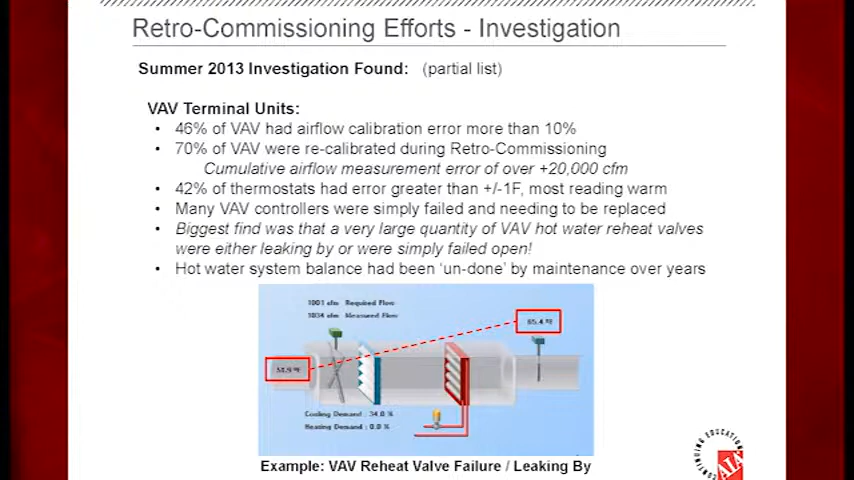 Retro-Commissioning Efforts - Investigation
Summer 2013 Investigation Found: (partial list)
VAV Terminal Units:
• 46% of VAV had airflow calibration error more than 10%
• 70% of VAV were re-calibrated during Retro-Commissioning
Cumulative airflow measurement error of over +20,000 cfm
• 42% of thermostats had error greater than +/-1F, most reading warm
• Many VAV controllers were simply failed and needing to be replaced
• Biggest find was that a very large quantity of VAV hot water reheat valves
were either leaking by or were simply failed open!
• Hot water system balance had been ‘un-done’ by maintenance over years
1001 cfm Required Flow
1034 cfm Measured Flow
Cooling Demand : 34.0 %
Heating Demand : 0.0 %
Example: VAV Reheat Valve Failure / Leaking By
CONTINUING EDUCATION
AIA